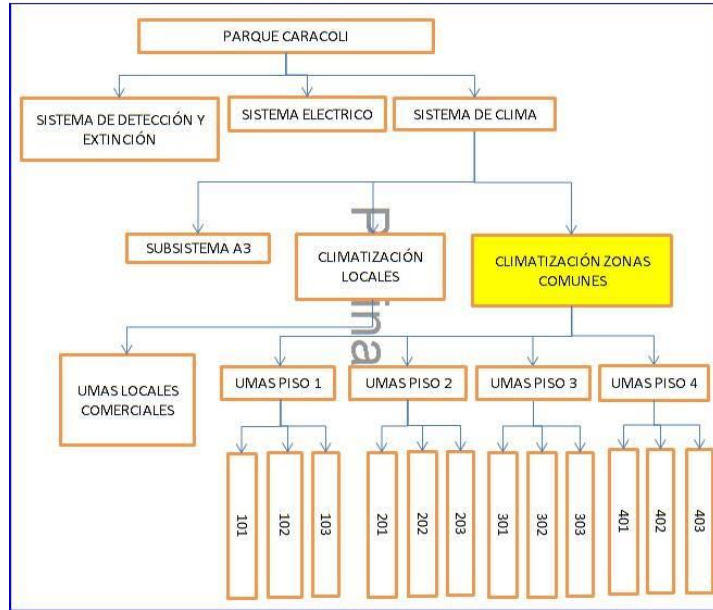 PARQUE CARACOLI
SISTEMA DE DETECCIÓN Y
EXTINCIÓN
SISTEMA ELECTRICO
SISTEMA DE CLIMA
SUBSISTEMA A3
CLIMATIZACIÓN
LOCALES
CLIMATIZACIÓN ZONAS
COMUNES
UMAS LOCALES
COMERCIALES
UMAS PISO 1
UMAS PISO 2
UMAS PISO 3
UMAS PISO 4
101
102
103
201
202
203
301
302
303
401
402
403